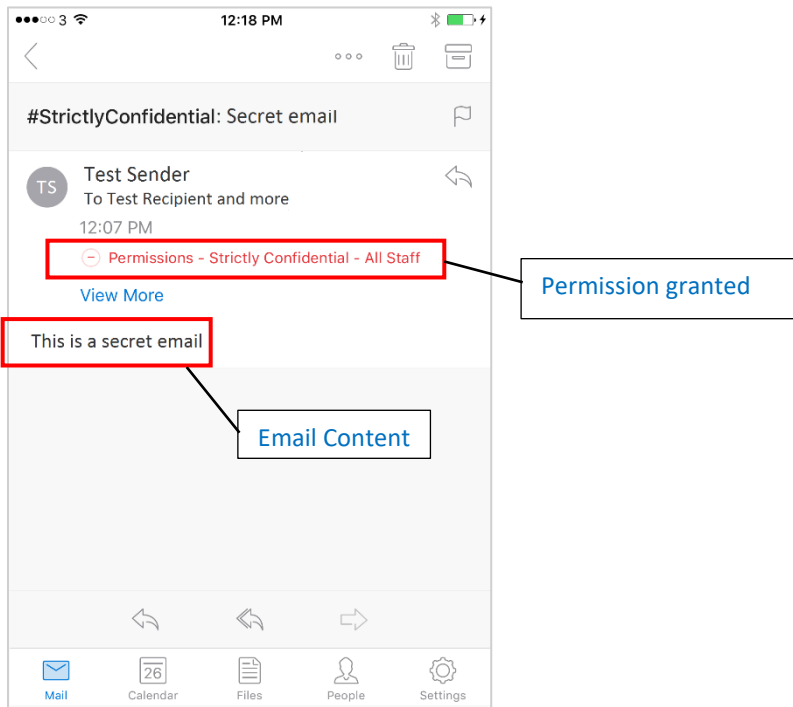 3 12:18 PM
#StrictlyConfidential: Secret email
TS
Test Sender
To Test Recipient and more
12:07 PM
Permissions - Strictly Confidential - All Staff
Permission granted
View More
This is a secret email
Email Content
26
Mail Calendar Files People Settings